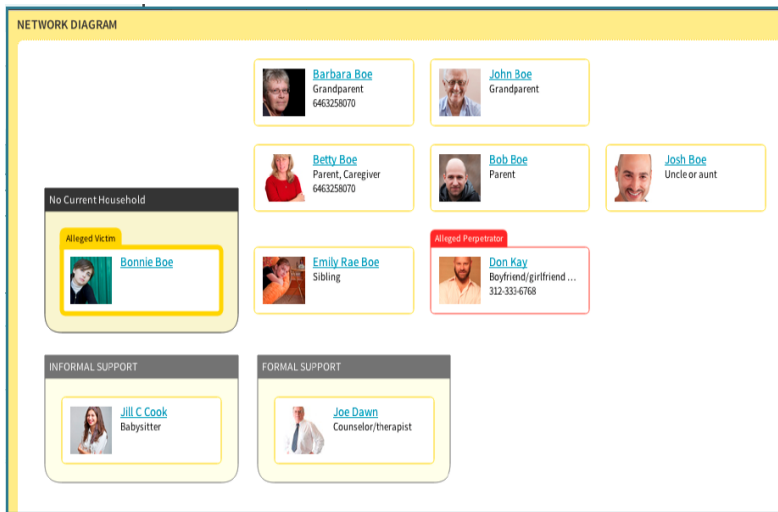 NETWORK DIAGRAM
Barbara Boe
Grandparent
6463258070
John Boe
Grandparent
Betty Boe
Parent, Caregiver
6463258070
Bob Boe
Parent
Josh Boe
Uncle or aunt
No Current Household
Alleged Victim
Bonnie Boe
Emily Rae Boe
Sibling
Alleged Perpetrator
Don Kay
Boyfriend/girlfriend ...
312-333-6768
INFORMAL SUPPORT
Jill C Cook
Babysitter
FORMAL SUPPORT
Joe Dawn
Counselor/therapist